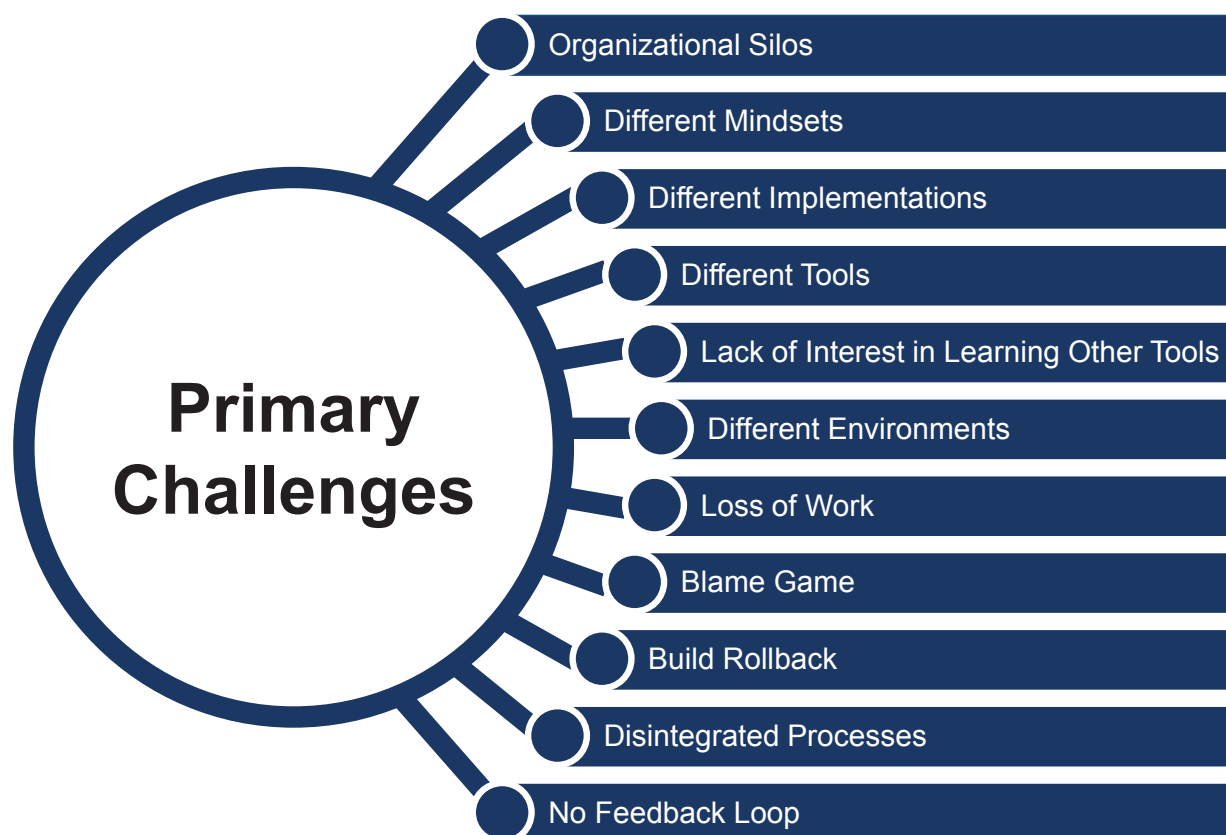 Primary
Challenges
Organizational Silos
Different Mindsets
Different Implementations
Different Tools
Lack of Interest in Learning Other Tools
Different Environments
Loss of Work
Blame Game
Build Rollback
Disintegrated Processes
No Feedback Loop